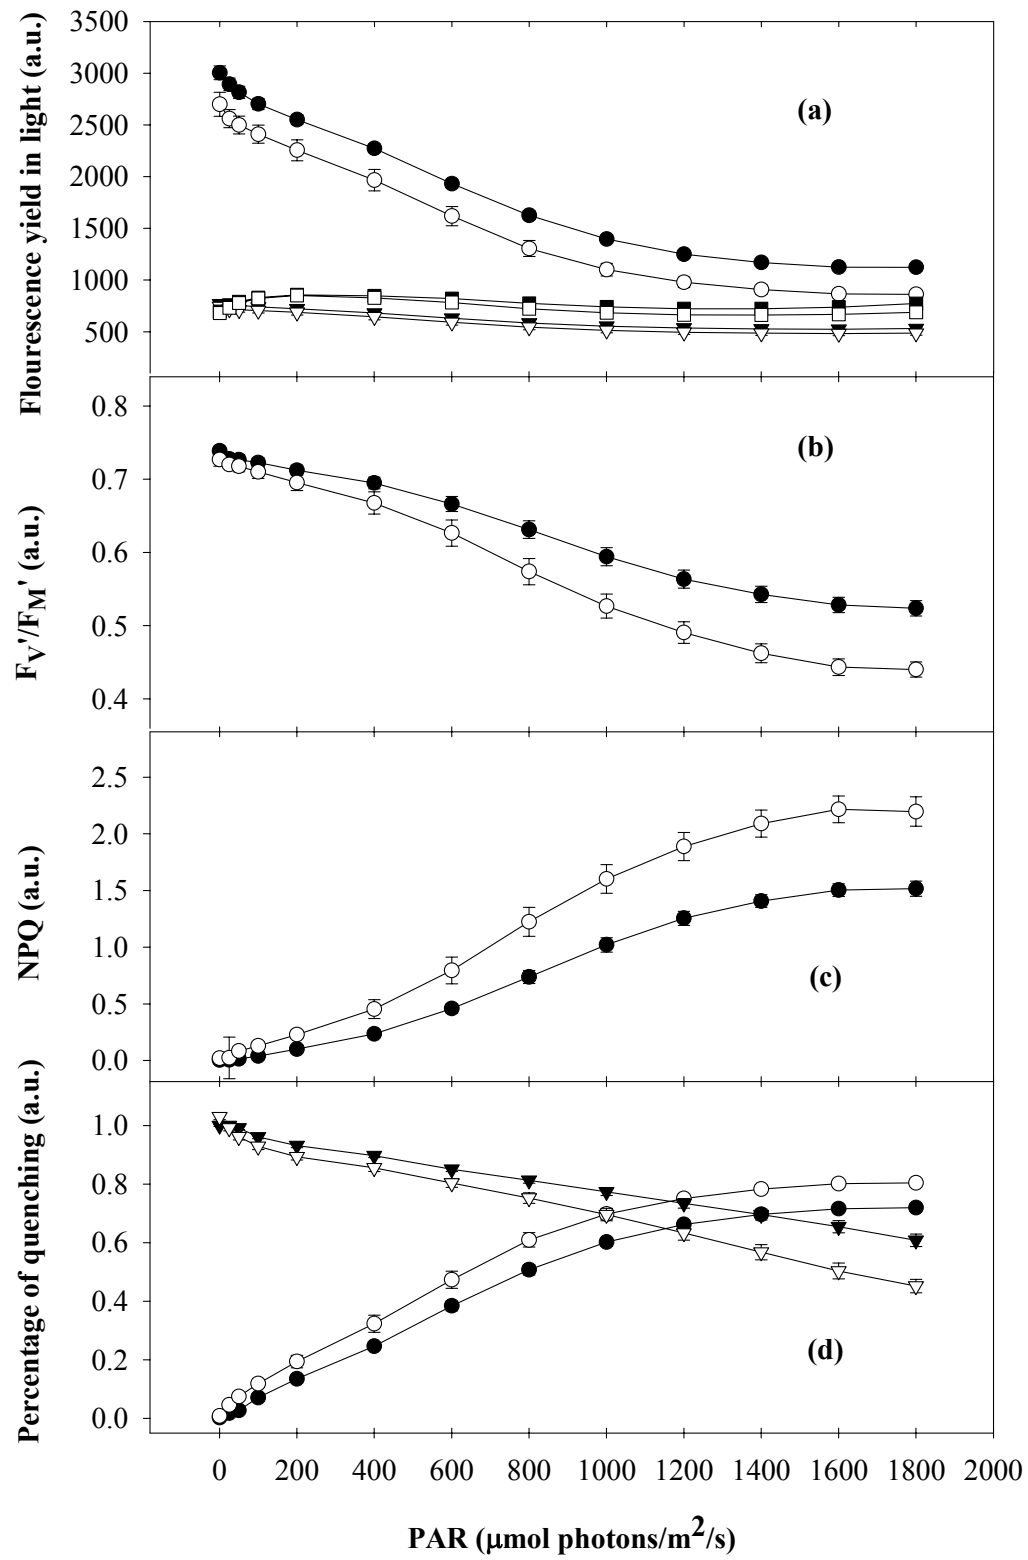 Flourescence yield in light (a.u.)
3500
3000
2500
2000
1500
1000
500
(a)
F_V'/F_M' (a.u.)
0.8
0.7
0.6
0.5
0.4
(b)
NPQ (a.u.)
2.5
2.0
1.5
1.0
0.5
0.0
(c)
Percentage of quenching (a.u.)
1.0
0.8
0.6
0.4
0.2
0.0
(d)
0 200 400 600 800 1000 1200 1400 1600 1800 2000
PAR (μmol photons/m²/s)